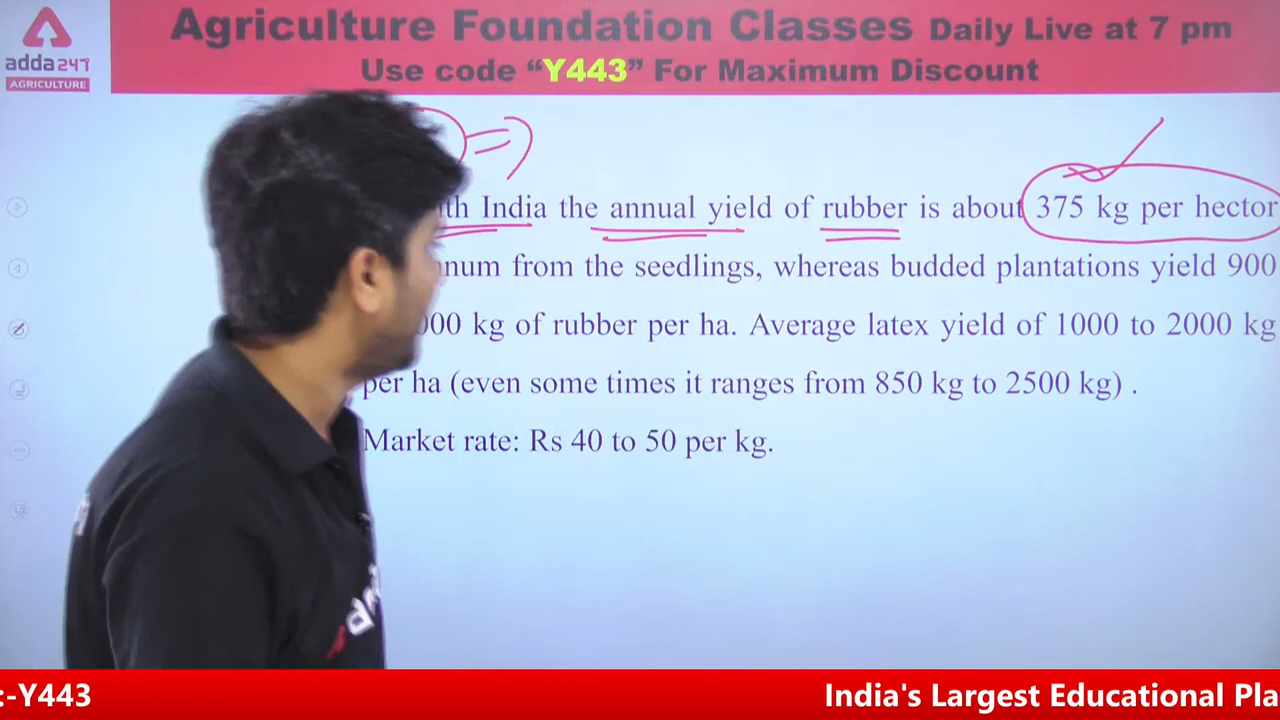 Agriculture Foundation Classes Daily Live at 7 pm
Use code “Y443” For Maximum Discount
adda247
AGRICULTURE
India the annual yield of rubber is about 375 kg per hector
from the seedlings, whereas budded plantations yield 900
kg of rubber per ha. Average latex yield of 1000 to 2000 kg
per ha (even some times it ranges from 850 kg to 2500 kg) .
Market rate: Rs 40 to 50 per kg.
:-Y443 India's Largest Educational Pla